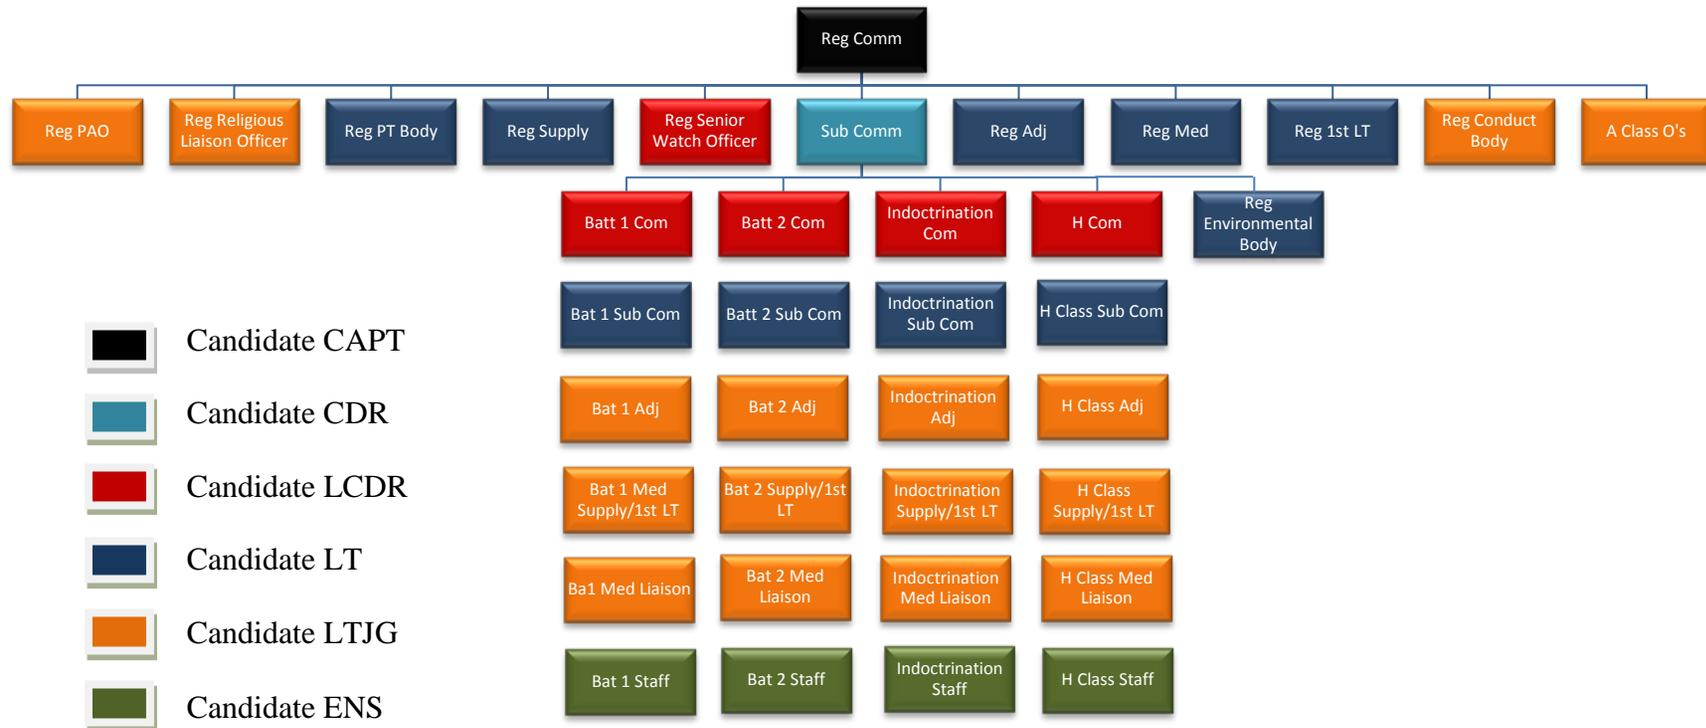 Reg Comm
Reg PAO
Reg Religious
Liaison Officer
Reg PT Body
Reg Supply
Reg Senior
Watch Officer
Sub Comm
Reg Adj
Reg Med
Reg 1st LT
Reg Conduct
Body
A Class O's
Batt 1 Com
Batt 2 Com
Indoctrination
Com
H Com
Reg
Environmental
Body
Bat 1 Sub Com
Batt 2 Sub Com
Indoctrination
Sub Com
H Class Sub Com
Bat 1 Adj
Bat 2 Adj
Indoctrination
Adj
H Class Adj
Bat 1 Med
Supply/1st LT
Bat 2 Supply/1st
LT
Indoctrination
Supply/1st LT
H Class
Supply/1st LT
Ba1 Med Liaison
Bat 2 Med
Liaison
Indoctrination
Med Liaison
H Class Med
Liaison
Bat 1 Staff
Bat 2 Staff
Indoctrination
Staff
H Class Staff
Candidate CAPT
Candidate CDR
Candidate LCDR
Candidate LT
Candidate LTJG
Candidate ENS